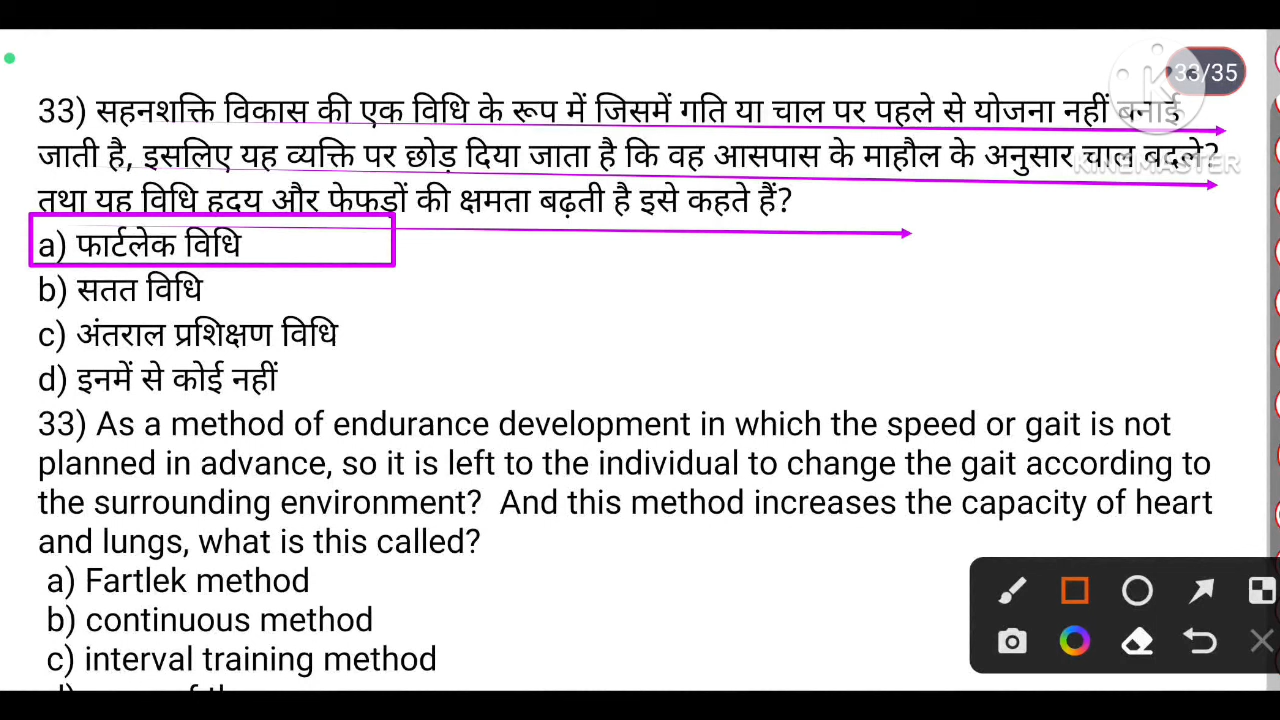 33/35
33) सहनशक्ति विकास की एक विधि के रूप में जिसमें गति या चाल पर पहले से योजना नहीं बनाई
जाती है, इसलिए यह व्यक्ति पर छोड़ दिया जाता है कि वह आसपास के माहौल के अनुसार चाल बदले?
KINEMASTER
तथा यह विधि हृदय और फेफड़ों की क्षमता बढ़ती है इसे कहते हैं?
a) फार्टलेक विधि
b) सतत विधि
c) अंतराल प्रशिक्षण विधि
d) इनमें से कोई नहीं
33) As a method of endurance development in which the speed or gait is not
planned in advance, so it is left to the individual to change the gait according to
the surrounding environment?  And this method increases the capacity of heart
and lungs, what is this called?
a) Fartlek method
b) continuous method
c) interval training method